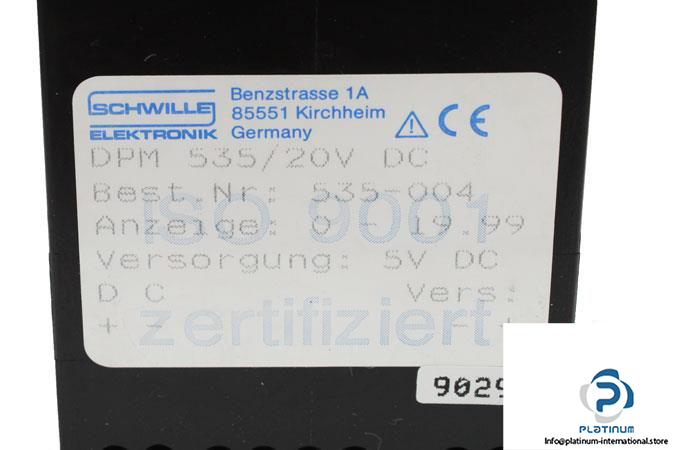 SCHWILLE
ELEKTRONIK
Benzstrasse 1A
85551 Kirchheim
Germany
CE
DPM 535/20V DC
Best.Nr: 535-004
ISO 9001
Anzeige: 0 - 19.99
Versorgung: 5V DC
D C Vers:
zertifiziert
+ - - +
PLATINUM
info@platinum-international.store